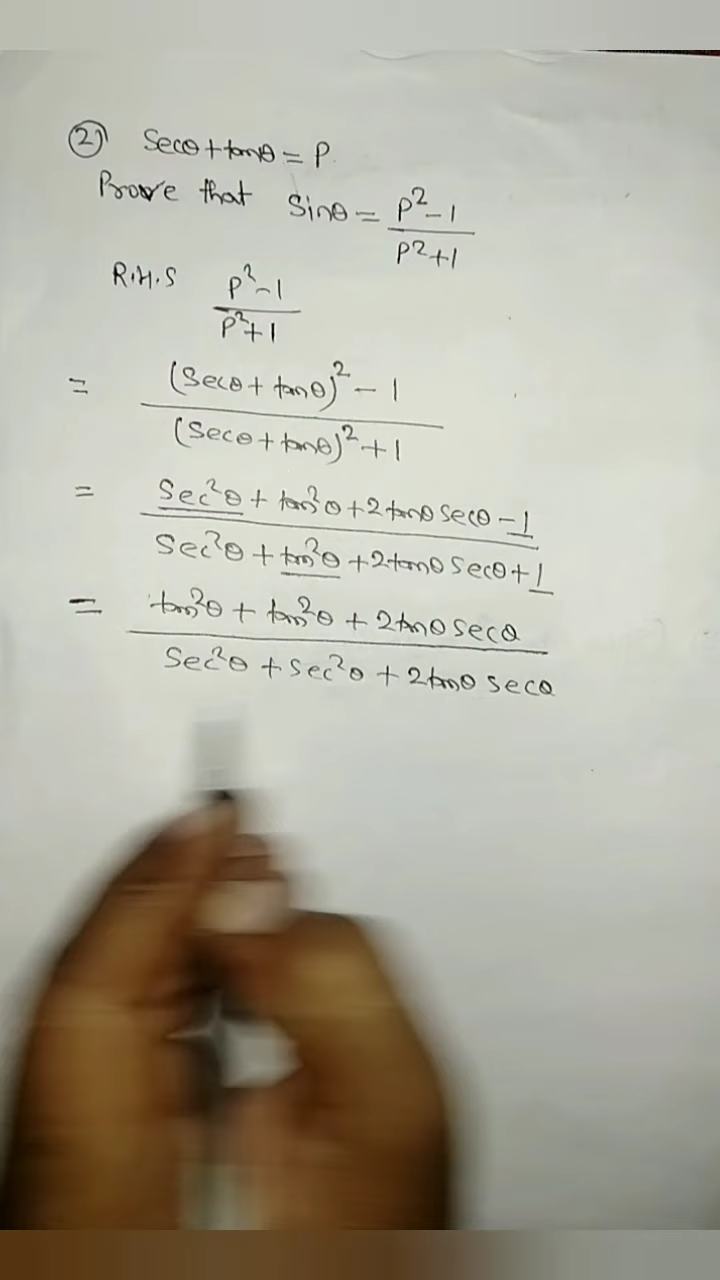 ② Secθ+tanθ = P
Prove that Sinθ = P²-1 / P²+1
R.H.S P²-1 / P²+1
= (Secθ + tanθ)² - 1 / (Secθ + tanθ)² + 1
= Sec²θ + tan²θ + 2tanθ secθ - 1 / Sec²θ + tan²θ + 2tanθ secθ + 1
= tan²θ + tan²θ + 2tanθ secθ / Sec²θ + sec²θ + 2tanθ secθ